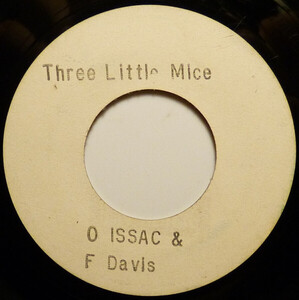 Three Little Mice
O ISSAC &
F Davis